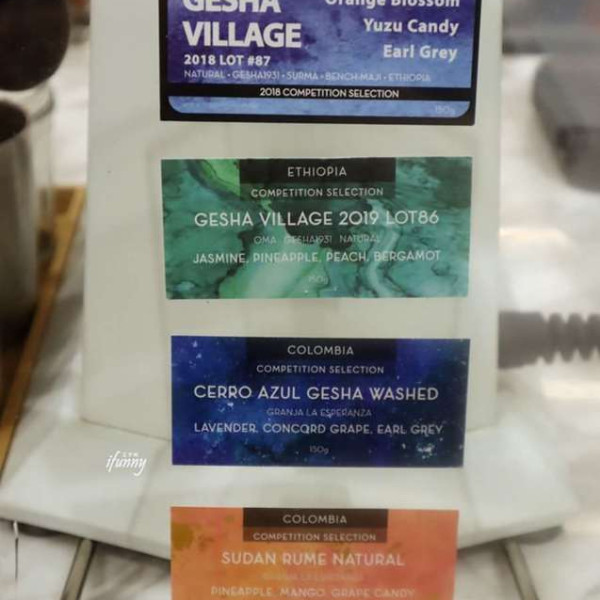 GESHA
Orange Blossom
VILLAGE
Yuzu Candy
2018 LOT #87
Earl Grey
NATURAL • GESHA1931 • SURMA • BENCH MAJI • ETHIOPIA
2018 COMPETITION SELECTION
150g
ETHIOPIA
COMPETITION SELECTION
GESHA VILLAGE 2019 LOT86
OMA GESHA1931 NATURAL
JASMINE, PINEAPPLE, PEACH, BERGAMOT
150g
COLOMBIA
COMPETITION SELECTION
CERRO AZUL GESHA WASHED
GRANJA LA ESPERANZA
LAVENDER, CONCORD GRAPE, EARL GREY
150g
ifunny
COLOMBIA
COMPETITION SELECTION
SUDAN RUME NATURAL
GRANJA LA ESPERANZA
PINEAPPLE, MANGO, GRAPE CANDY